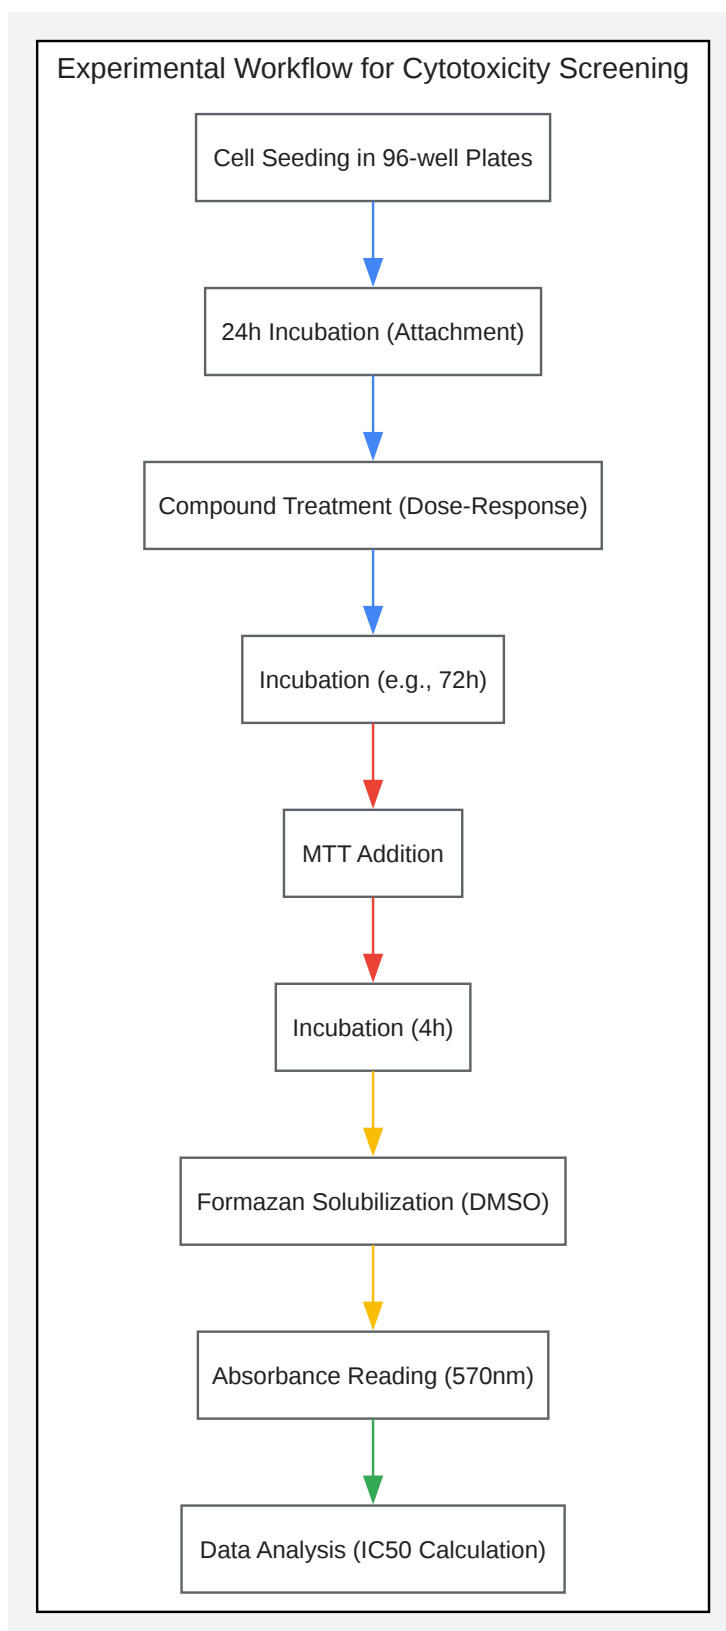 Experimental Workflow for Cytotoxicity Screening
Cell Seeding in 96-well Plates
24h Incubation (Attachment)
Compound Treatment (Dose-Response)
Incubation (e.g., 72h)
MTT Addition
Incubation (4h)
Formazan Solubilization (DMSO)
Absorbance Reading (570nm)
Data Analysis (IC50 Calculation)